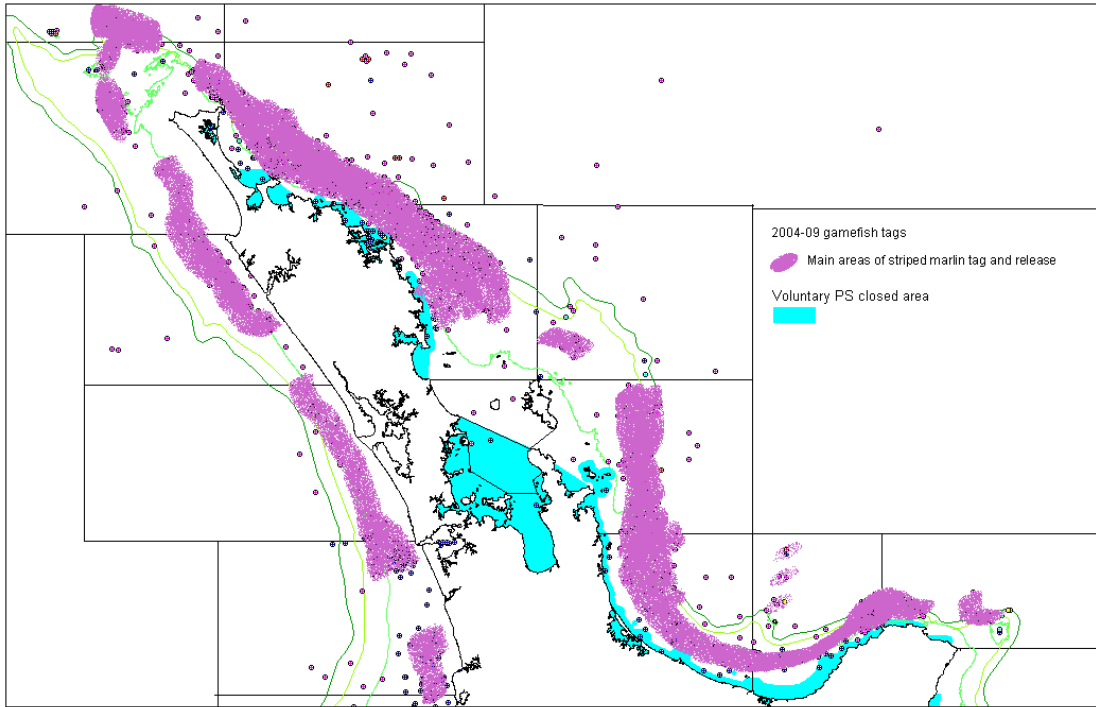 2004-09 gamefish tags
Main areas of striped marlin tag and release
Voluntary PS closed area